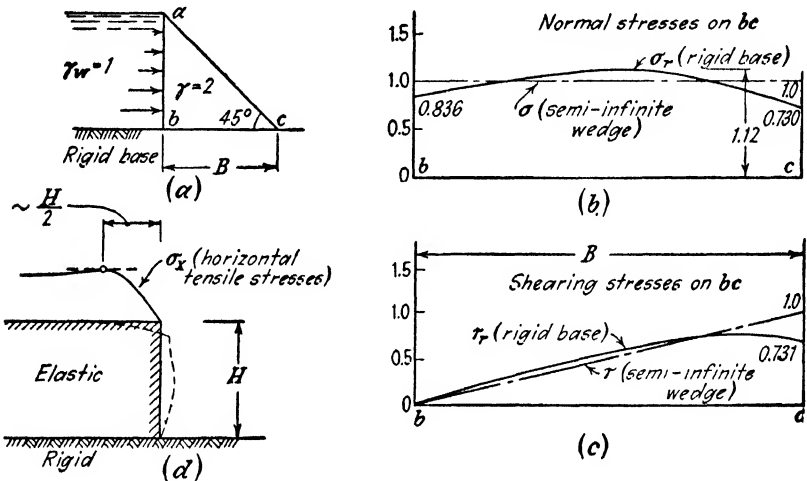 a
γw=1
γ=2
b
45°
c
Rigid base
B
(a)
Normal stresses on bc
1.5
1.0
0.5
0
σr (rigid base)
σ (semi-infinite
wedge)
0.836
1.0
0.730
1.12
b
c
(b)
~ H/2
σx (horizontal
tensile stresses)
Elastic
H
Rigid
(d)
B
Shearing stresses on bc
1.5
1.0
0.5
0
1.0
τr (rigid base)
0.731
τ (semi-infinite
wedge)
b
c
(c)